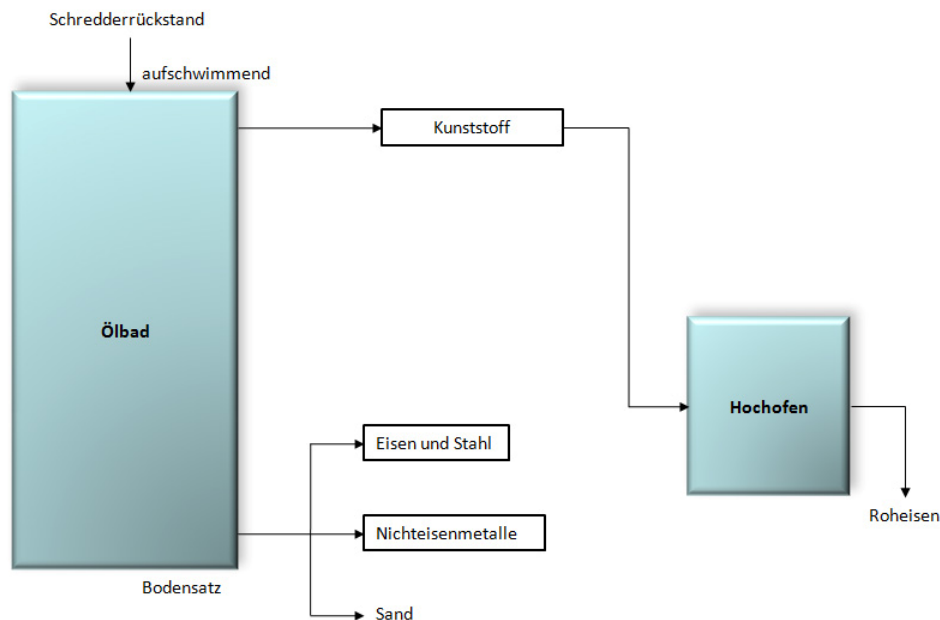 Schredderrückstand
aufschwimmend
Kunststoff
Ölbad
Hochofen
Eisen und Stahl
Roheisen
Nichteisenmetalle
Bodensatz
Sand